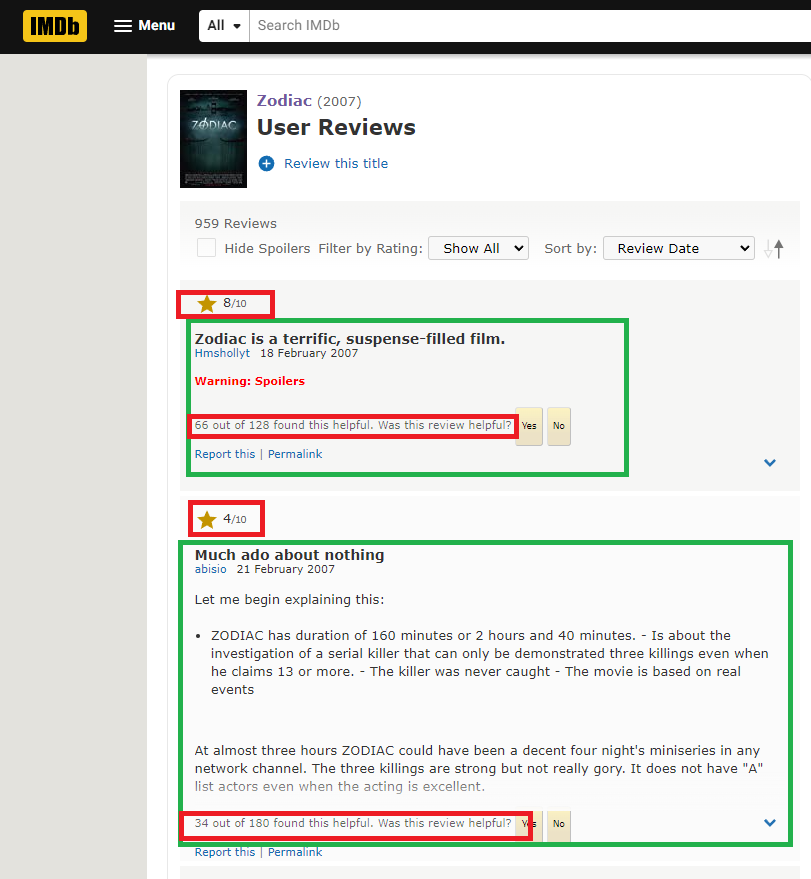 IMDb Menu All Search IMDb
ZODIAC
Zodiac (2007)
User Reviews
Review this title
959 Reviews
Hide Spoilers Filter by Rating: Show All Sort by: Review Date
8/10
Zodiac is a terrific, suspense-filled film.
Hmshollyt 18 February 2007
Warning: Spoilers
66 out of 128 found this helpful. Was this review helpful? Yes No
Report this | Permalink
4/10
Much ado about nothing
abisio 21 February 2007
Let me begin explaining this:
• ZODIAC has duration of 160 minutes or 2 hours and 40 minutes. - Is about the
investigation of a serial killer that can only be demonstrated three killings even when
he claims 13 or more. - The killer was never caught - The movie is based on real
events
At almost three hours ZODIAC could have been a decent four night's miniseries in any
network channel. The three killings are strong but not really gory. It does not have "A"
list actors even when the acting is excellent.
34 out of 180 found this helpful. Was this review helpful? Yes No
Report this | Permalink